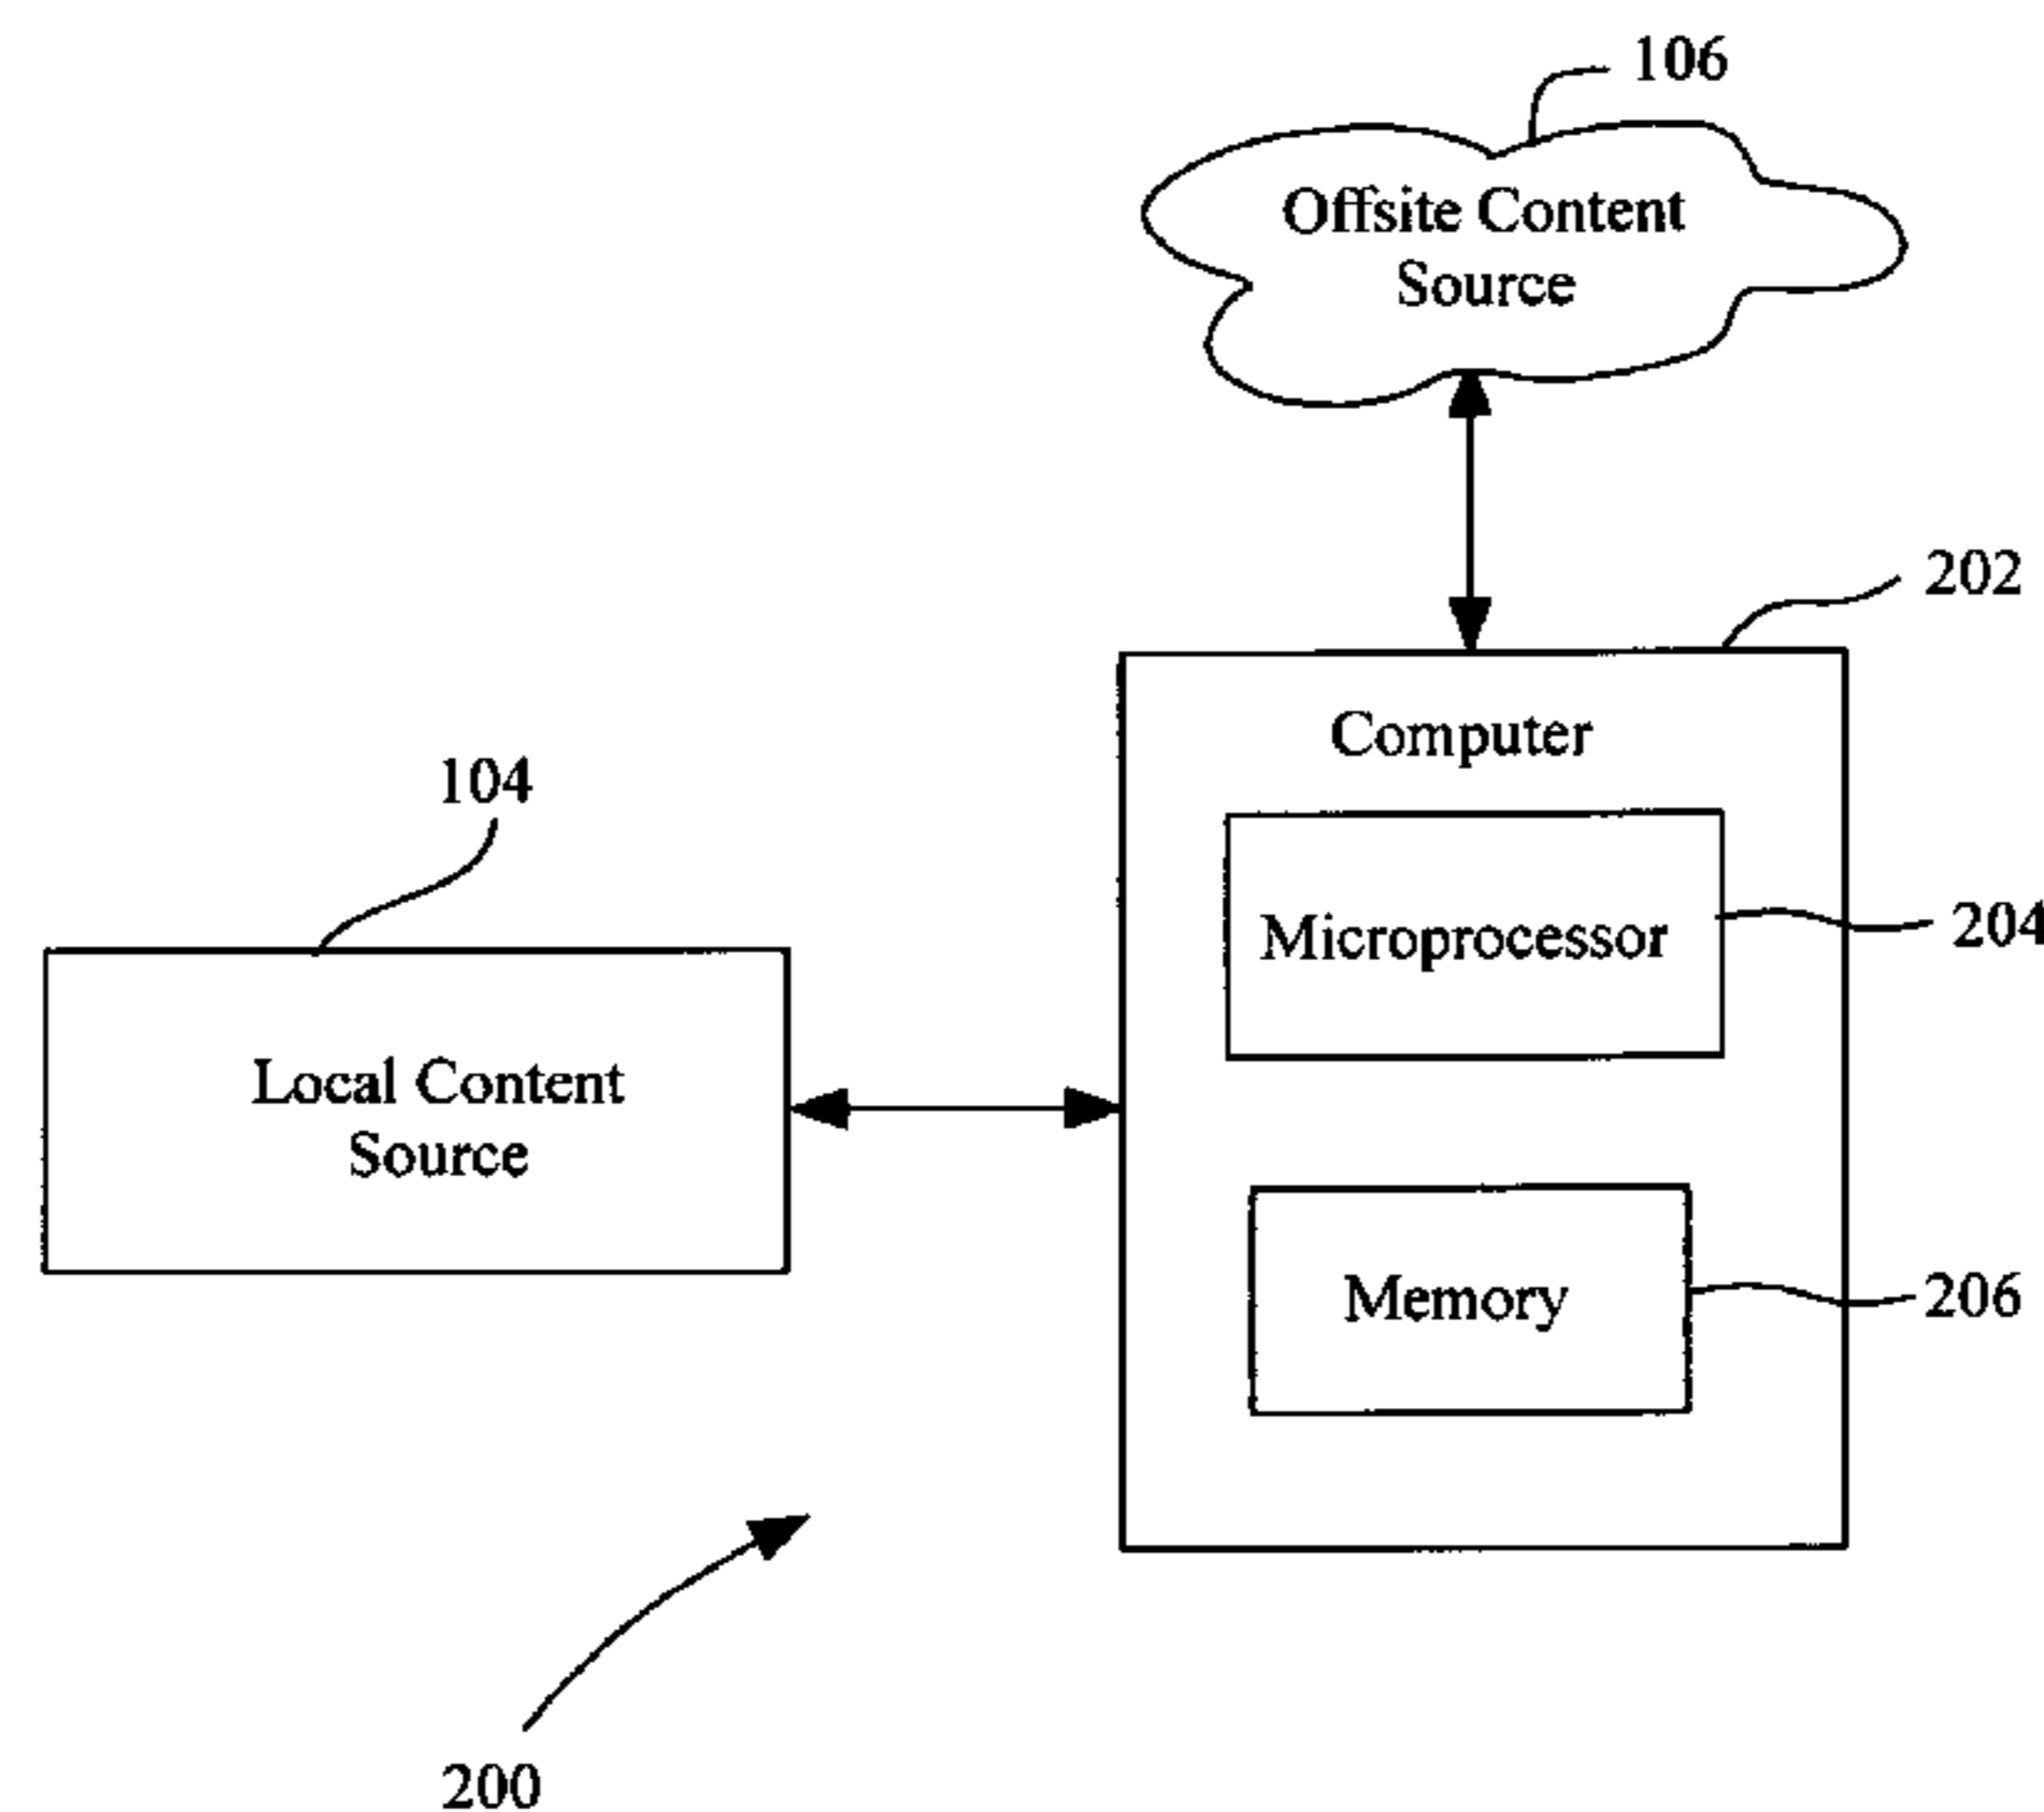 106
Offsite Content
Source
202
Computer
104
Microprocessor
204
Local Content
Source
Memory
206
200